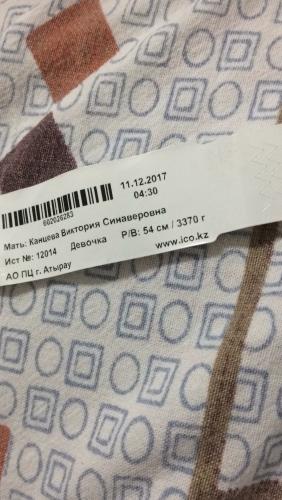 11.12.2017
04:30
602026283
Мать: Канцева Виктория Синаверовна
Ист №: 12014 Девочка Р/В: 54 см / 3370 г
АО ПЦ г. Атырау www.ico.kz